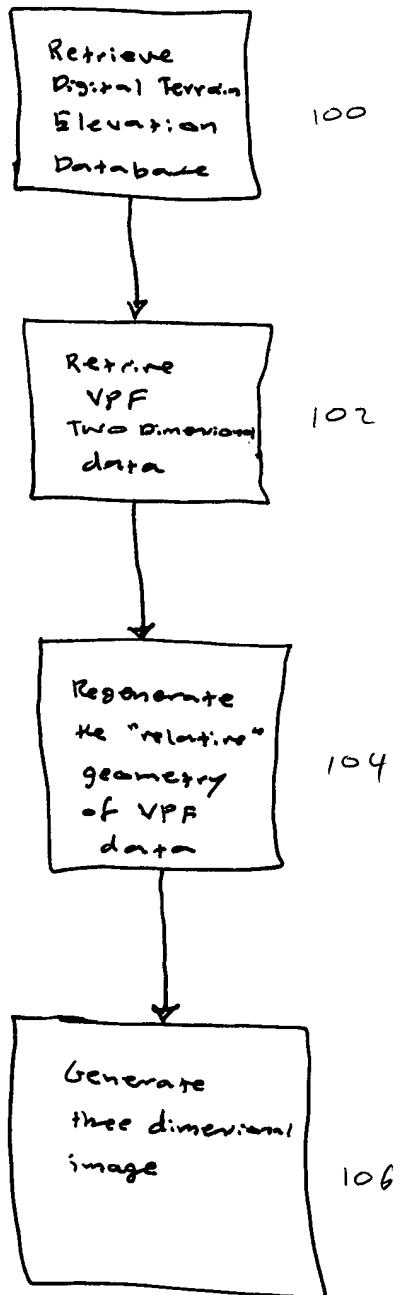 Retrieve
Digital Terrain
Elevation
Database
100
Retrive
VPF
Two Dimensional
data
102
Regenerate
the "relative"
geometry
of VPF
data
104
Generate
three dimensional
image
106